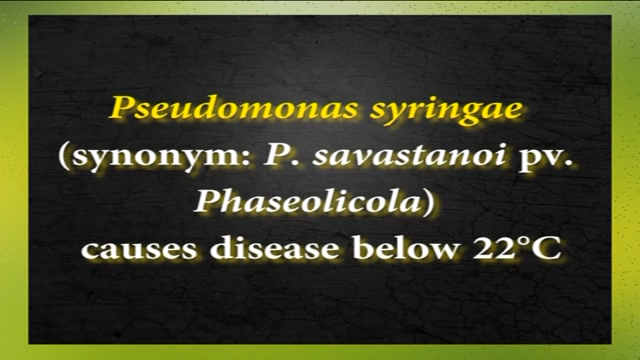 Pseudomonas syringae
(synonym: P. savastanoi pv.
Phaseolicola)
causes disease below 22°C